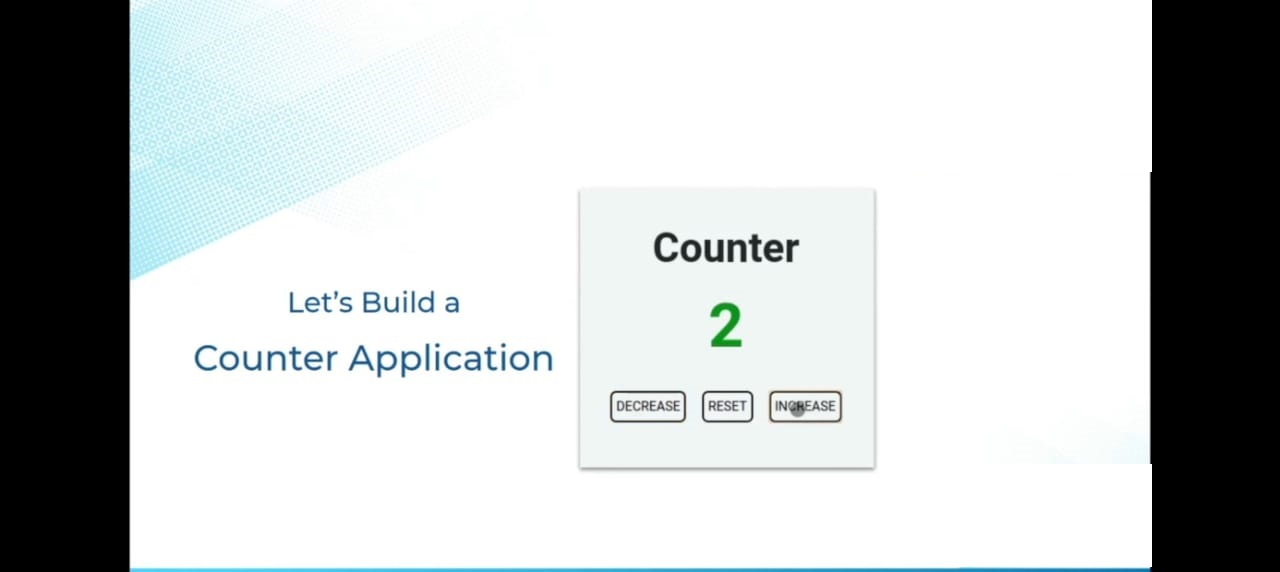 Let's Build a
Counter Application
Counter
2
DECREASE RESET INCREASE